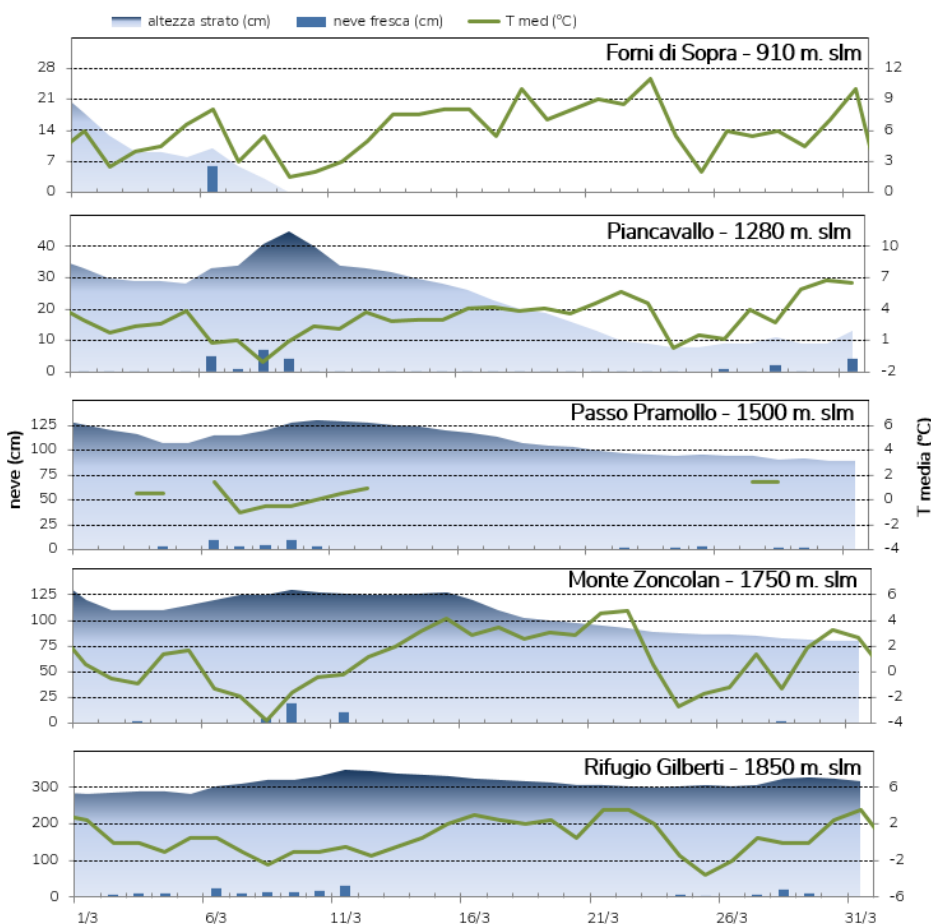 altezza strato (cm) neve fresca (cm) T med (°C)
Forni di Sopra - 910 m. slm
28 12
21 9
14 6
7 3
0 0
Piancavallo - 1280 m. slm
40 10
30 7
20 4
10 1
0 -2
Passo Pramollo - 1500 m. slm
125 6
100 4
75 2
50 0
25 -2
0 -4
neve (cm)
T media (°C)
Monte Zoncolan - 1750 m. slm
125 6
100 4
75 2
50 0
25 -2
0 -4
Rifugio Gilberti - 1850 m. slm
300 6
200 2
100 -2
0 -6
1/3 6/3 11/3 16/3 21/3 26/3 31/3